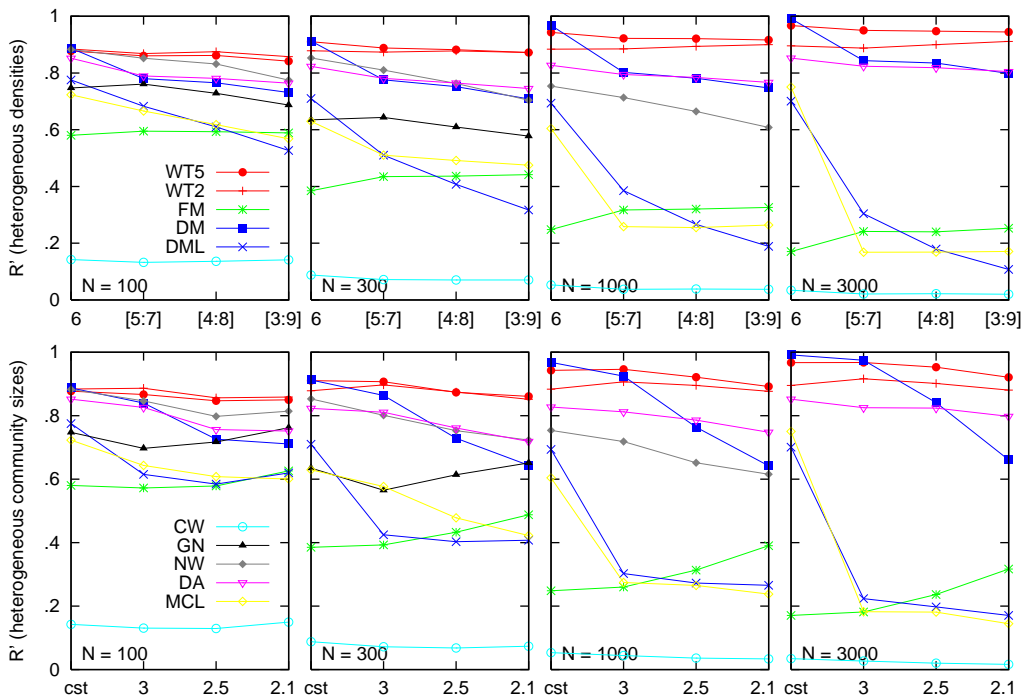 R' (heterogeneous densities)
1
.8
.6
.4
.2
0
WT5
WT2
FM
DM
DML
N = 100
N = 300
N = 1000
N = 3000
6 [5:7] [4:8] [3:9]
6 [5:7] [4:8] [3:9]
6 [5:7] [4:8] [3:9]
6 [5:7] [4:8] [3:9]
R' (heterogeneous community sizes)
1
.8
.6
.4
.2
0
CW
GN
NW
DA
MCL
N = 100
N = 300
N = 1000
N = 3000
cst 3 2.5 2.1
cst 3 2.5 2.1
cst 3 2.5 2.1
cst 3 2.5 2.1